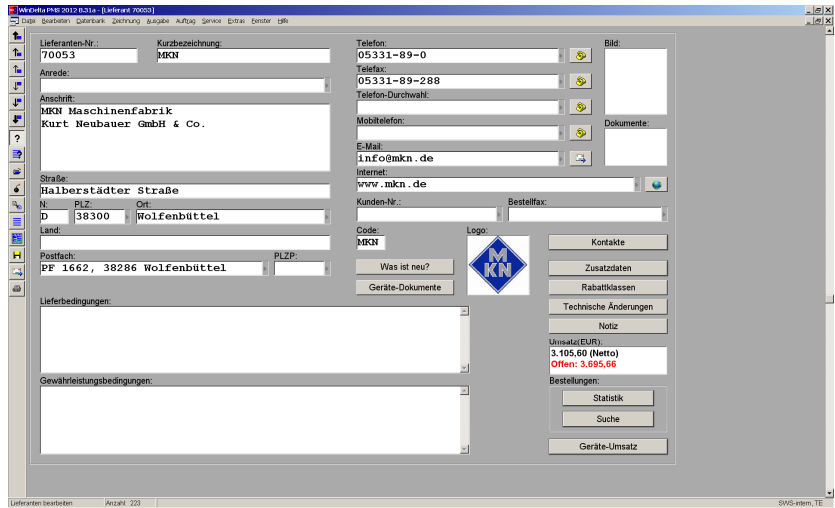 WinDelta PMS 2012 8.31a - [Lieferant 70053]
Datei Bearbeiten Datenbank Zeichnung Ausgabe Auftrag Service Extras Fenster Hilfe
Lieferanten-Nr.: Kurzbezeichnung:
70053 MKN
Anrede:
Anschrift:
MKN Maschinenfabrik
Kurt Neubauer GmbH & Co.
Straße:
Halberstädter Straße
N: PLZ: Ort:
D 38300 Wolfenbüttel
Land:
Postfach: PLZP:
PF 1662, 38286 Wolfenbüttel
Telefon:
05331-89-0
Telefax:
05331-89-288
Telefon-Durchwahl:
Mobiltelefon:
E-Mail:
info@mkn.de
Internet:
www.mkn.de
Kunden-Nr.: Bestellfax:
Code: Logo:
MKN
M
KN
Was ist neu?
Geräte-Dokumente
Bild:
Dokumente:
Kontakte
Zusatzdaten
Rabattklassen
Technische Änderungen
Notiz
Umsatz(EUR):
3.105,60 (Netto)
Offen: 3.695,66
Bestellungen:
Statistik
Suche
Geräte-Umsatz
Lieferbedingungen:
Gewährleistungsbedingungen:
Lieferanten bearbeiten Anzahl: 223 SWS-intern, TE